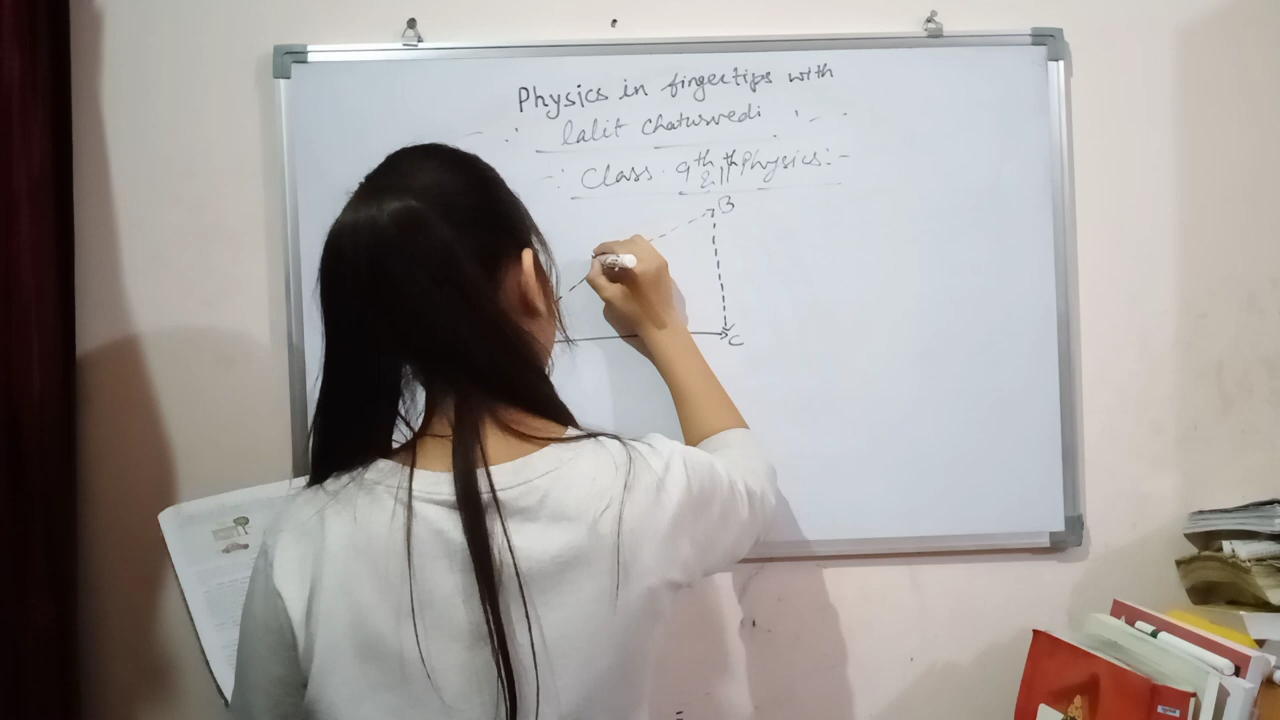 Physics in fingertips with
∴ lalit chaturvedi ∴
∴ Class 9th & 11th Physics:-
B
C